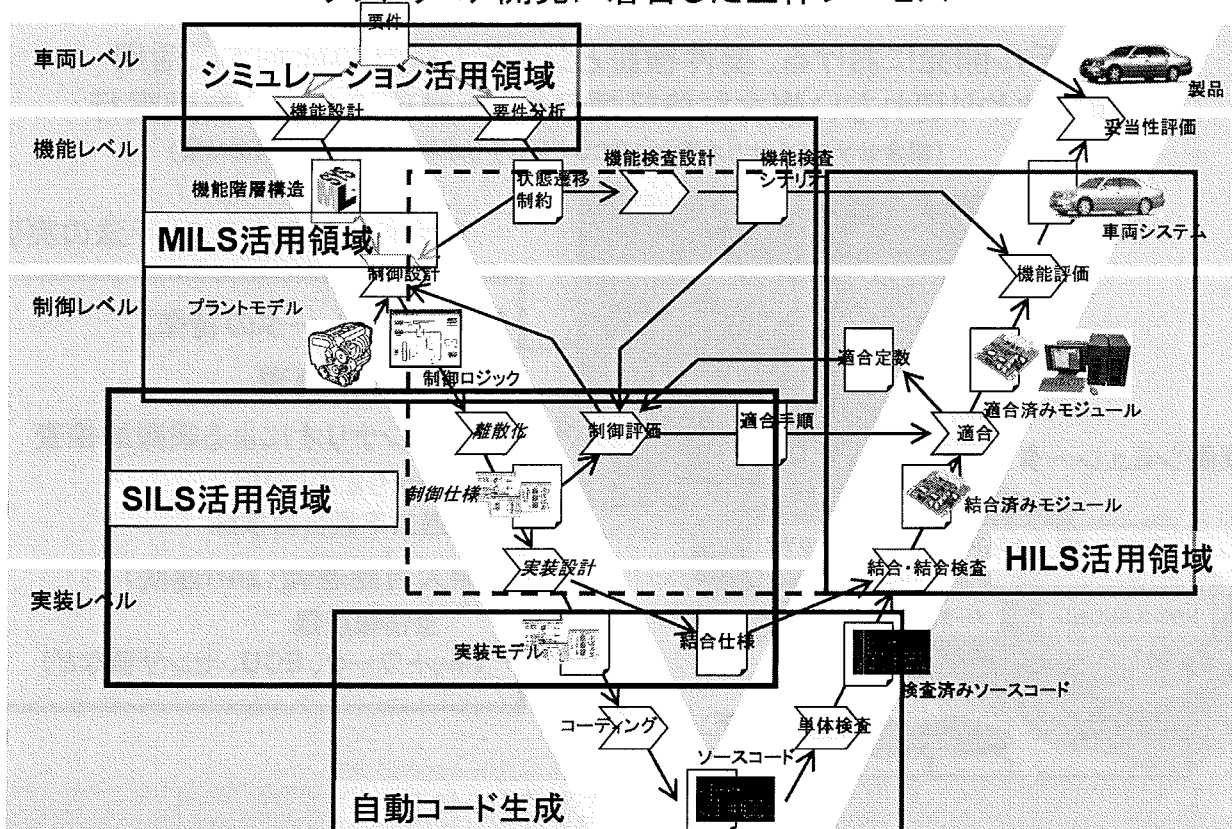 要件
車両レベル
シミュレーション活用領域
製品
機能設計
要件分析
妥当性評価
機能レベル
機能検査設計
機能検査
シナリオ
機能階層構造
状態遷移
制約
車両システム
MILS活用領域
制御設計
機能評価
制御レベル
プラントモデル
適合定数
制御ロジック
適合済みモジュール
適合手順
離散化
制御評価
適合
制御仕様
SILS活用領域
結合済みモジュール
実装設計
結合・結合検査
HILS活用領域
実装レベル
実装モデル
結合仕様
検査済みソースコード
コーディング
単体検査
ソースコード
自動コード生成